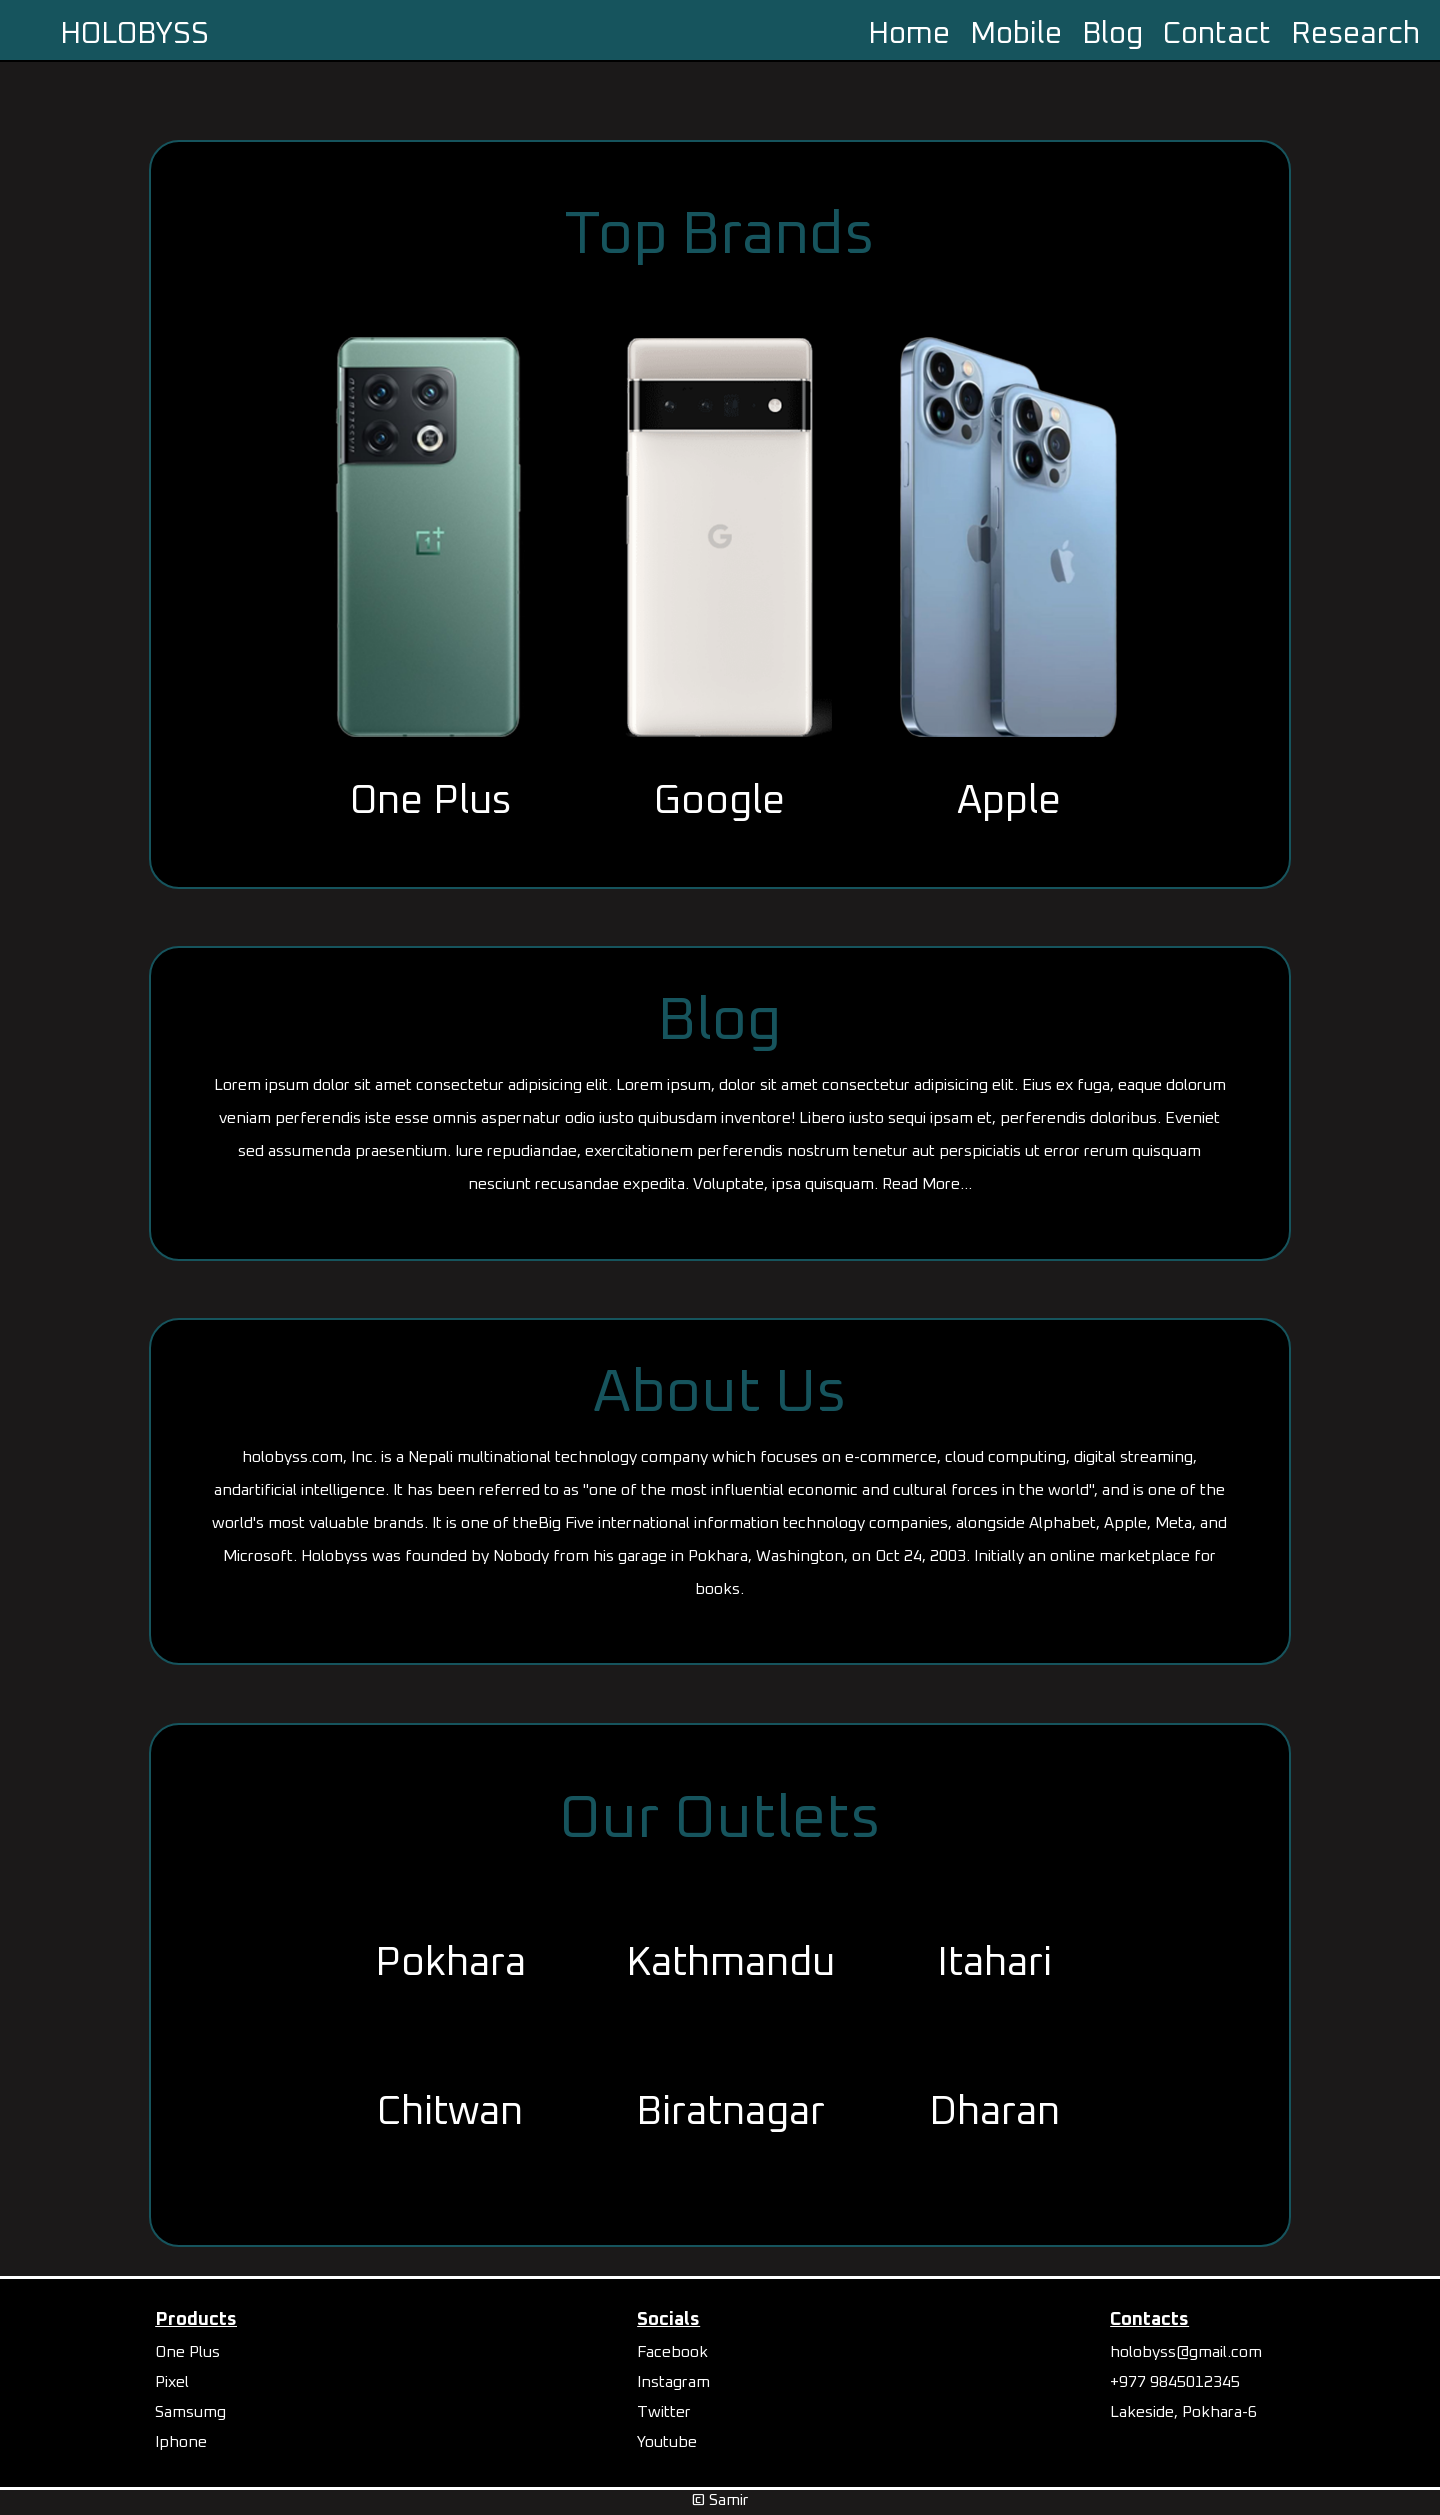 HOLOBYSS
Home Mobile Blog Contact Research
Top Brands
HASSELBLAD
One Plus Google Apple
Blog
Lorem ipsum dolor sit amet consectetur adipisicing elit. Lorem ipsum, dolor sit amet consectetur adipisicing elit. Eius ex fuga, eaque dolorum
veniam perferendis iste esse omnis aspernatur odio iusto quibusdam inventore! Libero iusto sequi ipsam et, perferendis doloribus. Eveniet
sed assumenda praesentium. Iure repudiandae, exercitationem perferendis nostrum tenetur aut perspiciatis ut error rerum quisquam
nesciunt recusandae expedita. Voluptate, ipsa quisquam. Read More...
About Us
holobyss.com, Inc. is a Nepali multinational technology company which focuses on e-commerce, cloud computing, digital streaming,
andartificial intelligence. It has been referred to as "one of the most influential economic and cultural forces in the world", and is one of the
world's most valuable brands. It is one of theBig Five international information technology companies, alongside Alphabet, Apple, Meta, and
Microsoft. Holobyss was founded by Nobody from his garage in Pokhara, Washington, on Oct 24, 2003. Initially an online marketplace for
books.
Our Outlets
Pokhara Kathmandu Itahari
Chitwan Biratnagar Dharan
Products
One Plus
Pixel
Samsumg
Iphone
Socials
Facebook
Instagram
Twitter
Youtube
Contacts
holobyss@gmail.com
+977 9845012345
Lakeside, Pokhara-6
© Samir